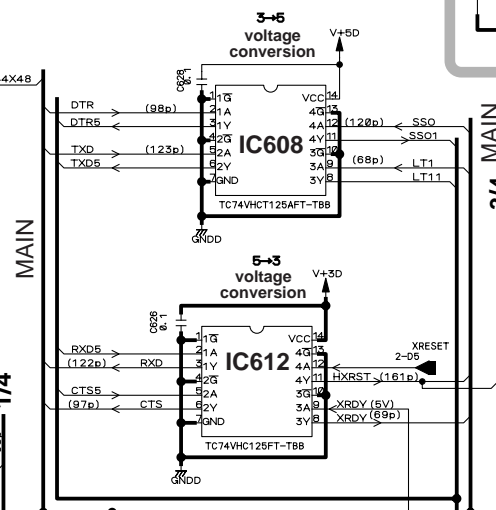 3→5
voltage
conversion
V+5D
4X48
C628
0.1
1 1G VCC 14
DTR (98p) 2 1A 4G 13
DTR5 3 1Y 4A 12 (120p) SSO
4 2G 4Y 11 SSO1
TXD (123p) 5 2A 3G 10
TXD5 6 2Y 3A 9 (68p) LT1
7 GND 3Y 8 LT11
IC608
TC74VHCT125AFT-TBB
GNDD
MAIN
MAIN
5→3
voltage
conversion
V+3D
C626
0.1
1 1G VCC 14
RXD5 2 1A 4G 13
(122p) RXD 3 1Y 4A 12
XRESET
2-D5
4 2G 4Y 11 HXRST (161p)
CTS5 5 2A 3G 10
(97p) CTS 6 2Y 3A 9 XRDY (5V)
7 GND 3Y 8 XRDY (69p)
IC612
TC74VHC125FT-TBB
GNDD
1/4